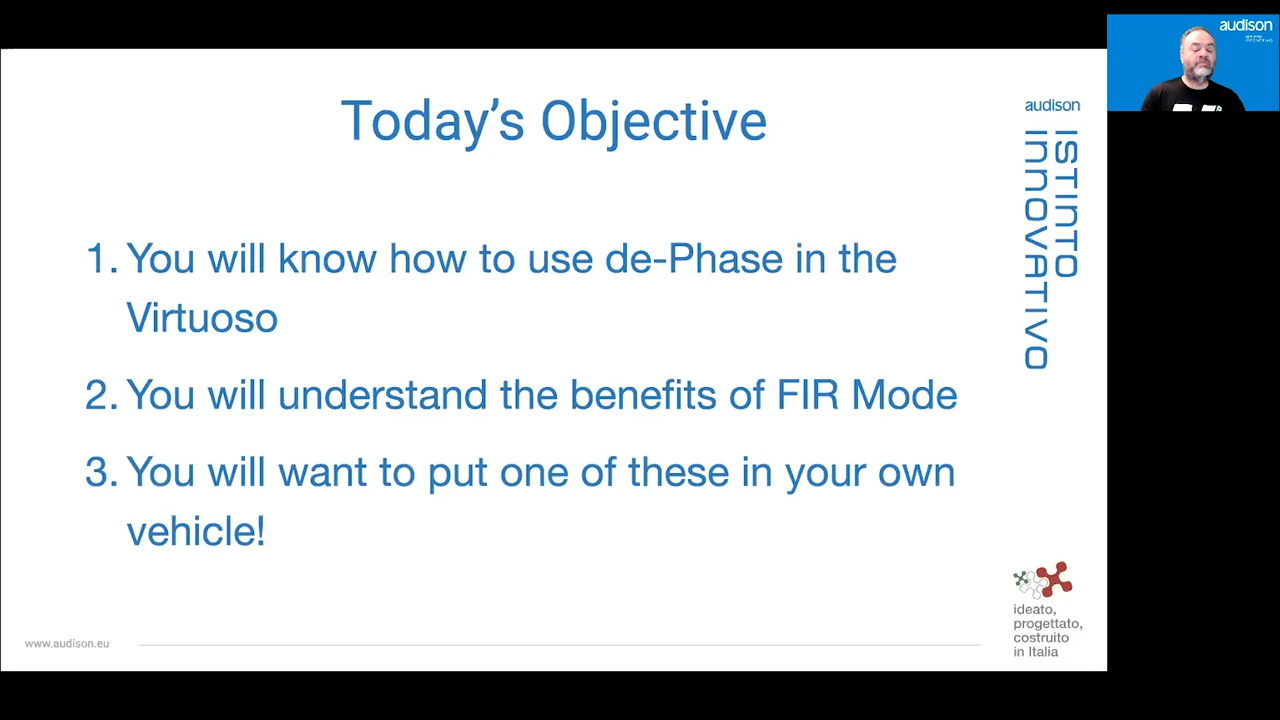 Today's Objective
1. You will know how to use de-Phase in the
Virtuoso
2. You will understand the benefits of FIR Mode
3. You will want to put one of these in your own
vehicle!
audison
ISTINTO
INNOVATIVO
ideato,
progettato,
costruito
in Italia
www.audison.eu
audison